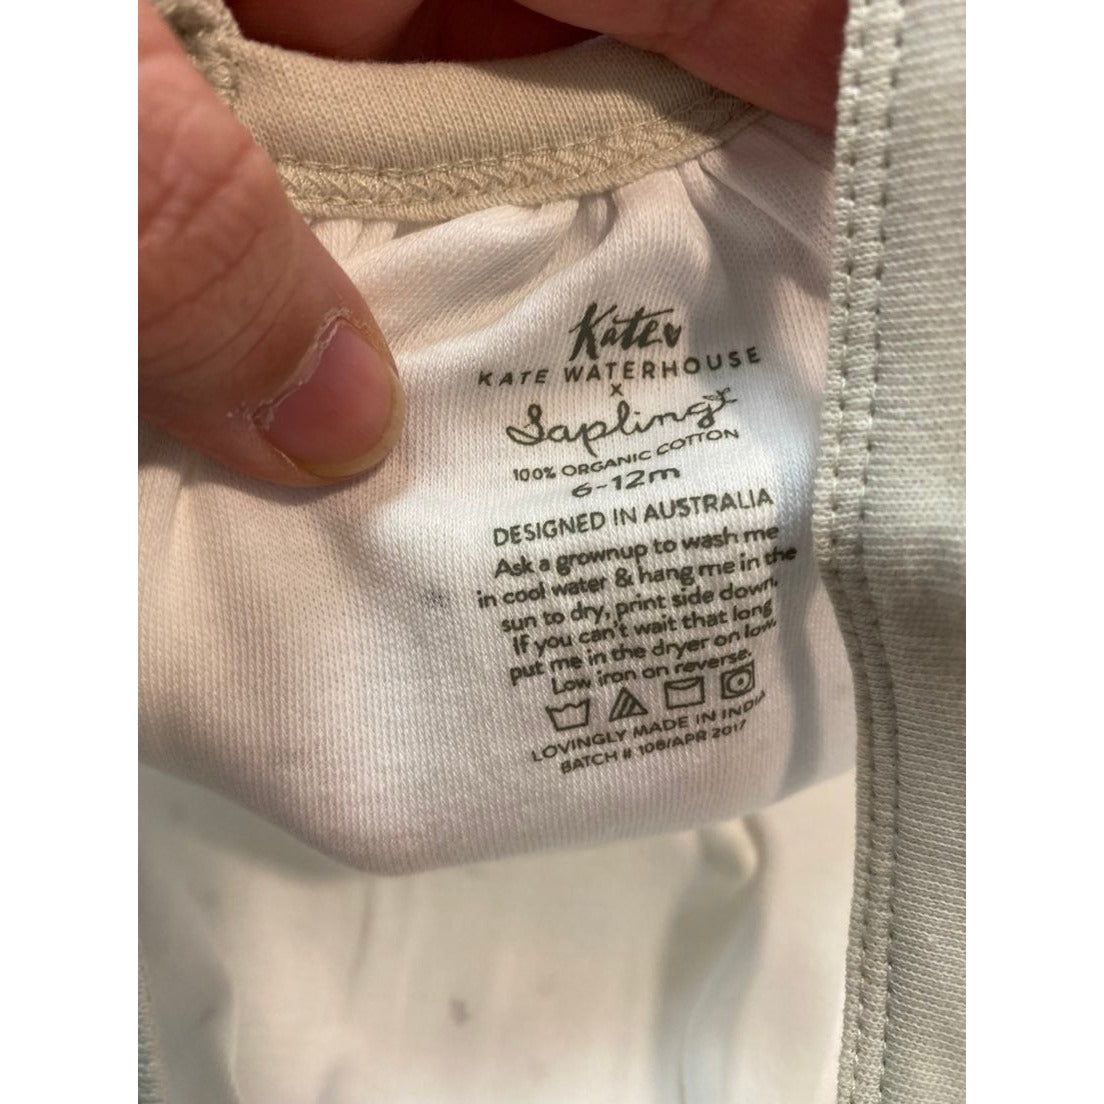 Kate
KATE WATERHOUSE
x
Sapling
100% ORGANIC COTTON
6-12m
DESIGNED IN AUSTRALIA
Ask a grownup to wash me
in cool water & hang me in the
sun to dry, print side down.
If you can't wait that long
put me in the dryer on low.
Low iron on reverse.
LOVINGLY MADE IN INDIA
BATCH # 108/APR 2017